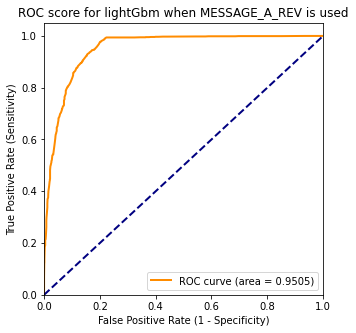 ROC score for lightGbm when MESSAGE_A_REV is used
True Positive Rate (Sensitivity)
1.0
0.8
0.6
0.4
0.2
0.0
ROC curve (area = 0.9505)
0.0 0.2 0.4 0.6 0.8 1.0
False Positive Rate (1 - Specificity)